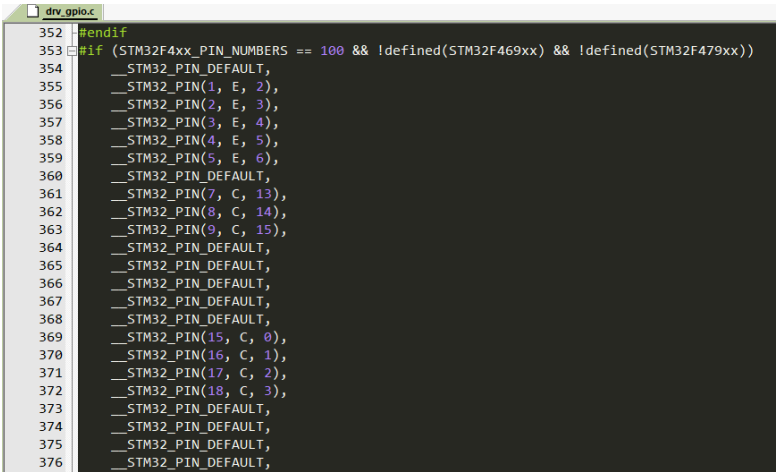 drv_gpio.c
352 #endif
353 #if (STM32F4xx_PIN_NUMBERS == 100 && !defined(STM32F469xx) && !defined(STM32F479xx))
354 __STM32_PIN_DEFAULT,
355 __STM32_PIN(1, E, 2),
356 __STM32_PIN(2, E, 3),
357 __STM32_PIN(3, E, 4),
358 __STM32_PIN(4, E, 5),
359 __STM32_PIN(5, E, 6),
360 __STM32_PIN_DEFAULT,
361 __STM32_PIN(7, C, 13),
362 __STM32_PIN(8, C, 14),
363 __STM32_PIN(9, C, 15),
364 __STM32_PIN_DEFAULT,
365 __STM32_PIN_DEFAULT,
366 __STM32_PIN_DEFAULT,
367 __STM32_PIN_DEFAULT,
368 __STM32_PIN_DEFAULT,
369 __STM32_PIN(15, C, 0),
370 __STM32_PIN(16, C, 1),
371 __STM32_PIN(17, C, 2),
372 __STM32_PIN(18, C, 3),
373 __STM32_PIN_DEFAULT,
374 __STM32_PIN_DEFAULT,
375 __STM32_PIN_DEFAULT,
376 __STM32_PIN_DEFAULT,